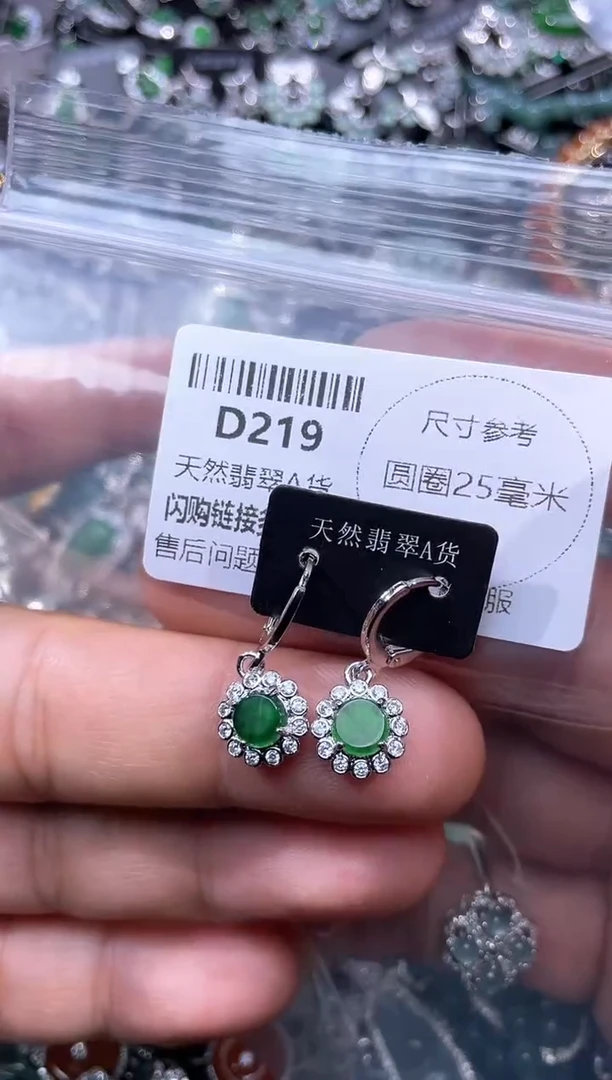 D219
天然翡翠A货
闪购链接
售后问题
尺寸参考
圆圈25毫米
服
天然翡翠A货